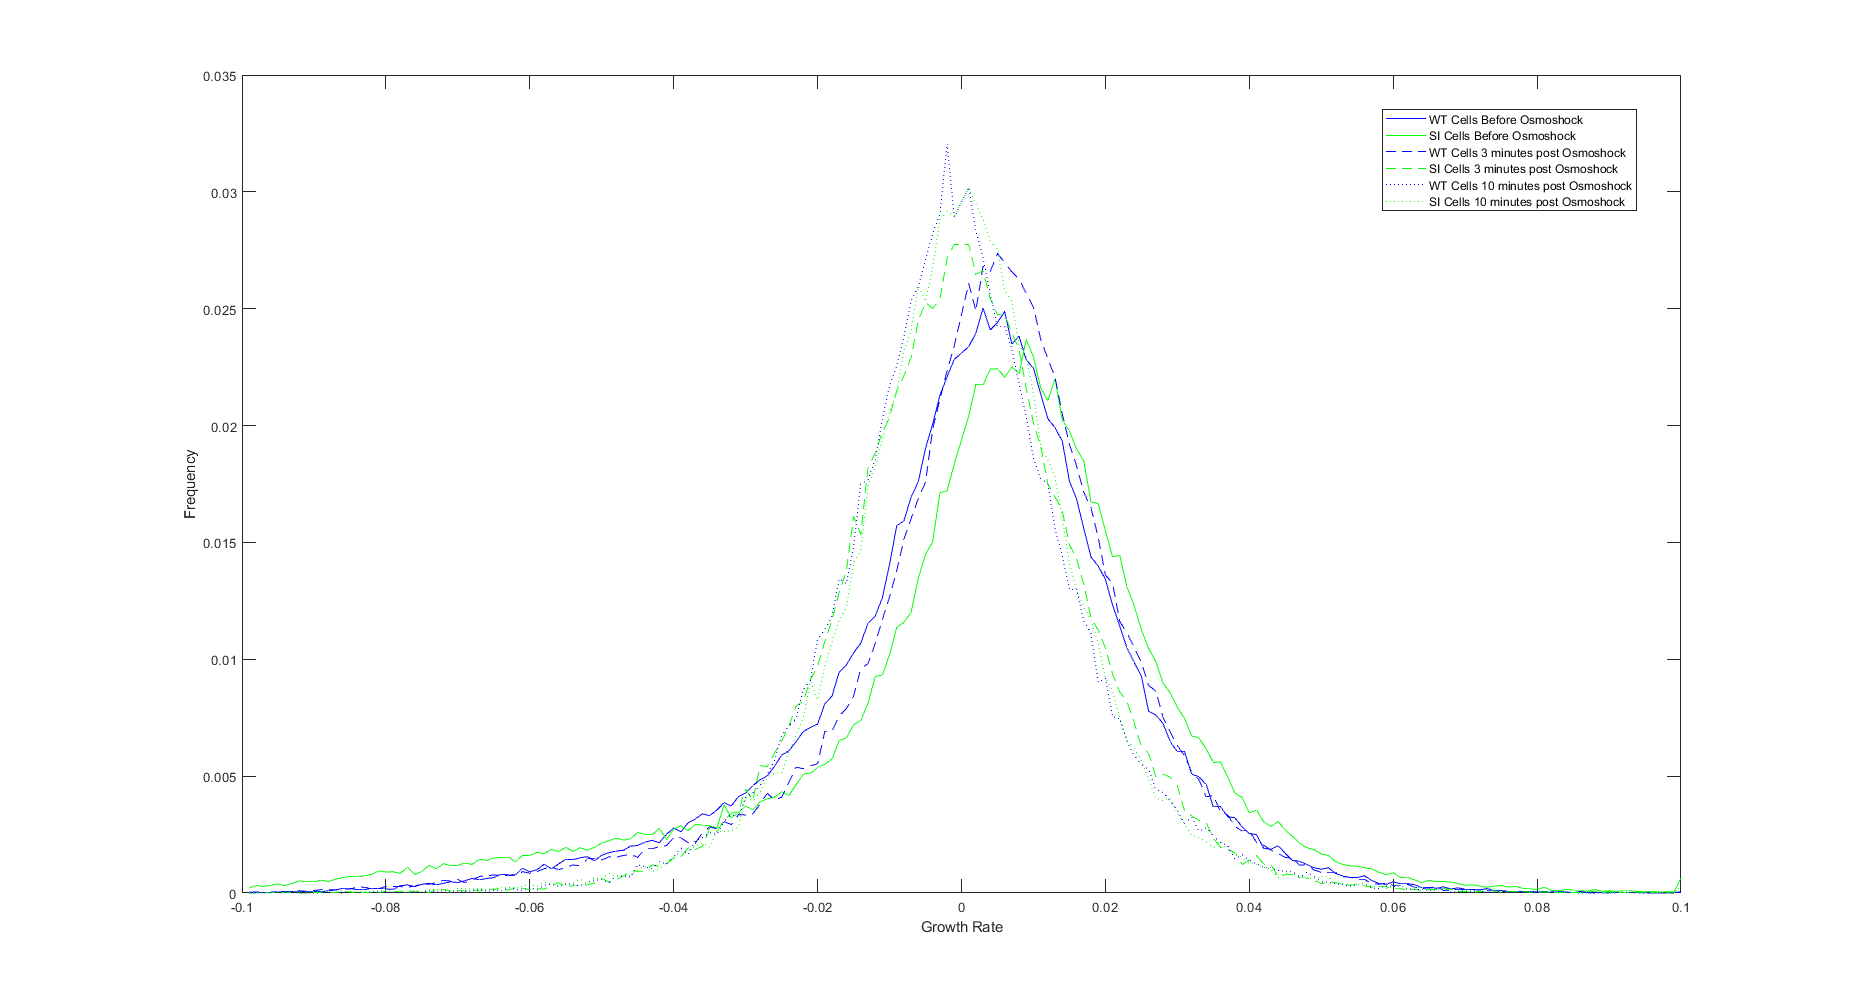 0.035
0.03
0.025
0.02
0.015
0.01
0.005
0
Frequency
-0.1 -0.08 -0.06 -0.04 -0.02 0 0.02 0.04 0.06 0.08 0.1
Growth Rate
WT Cells Before Osmoshock
SI Cells Before Osmoshock
WT Cells 3 minutes post Osmoshock
SI Cells 3 minutes post Osmoshock
WT Cells 10 minutes post Osmoshock
SI Cells 10 minutes post Osmoshock